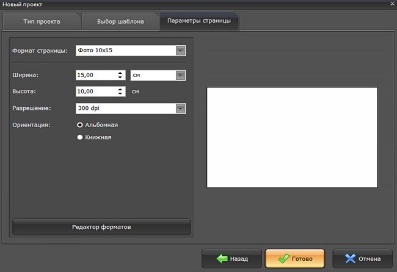 Новый проект
Тип проекта
Выбор шаблона
Параметры страницы
Формат страницы: Фото 10x15
Ширина: 15,00 см
Высота: 10,00 см
Разрешение: 300 dpi
Ориентация: Альбомная
Книжная
Редактор форматов
Назад
Готово
Отмена